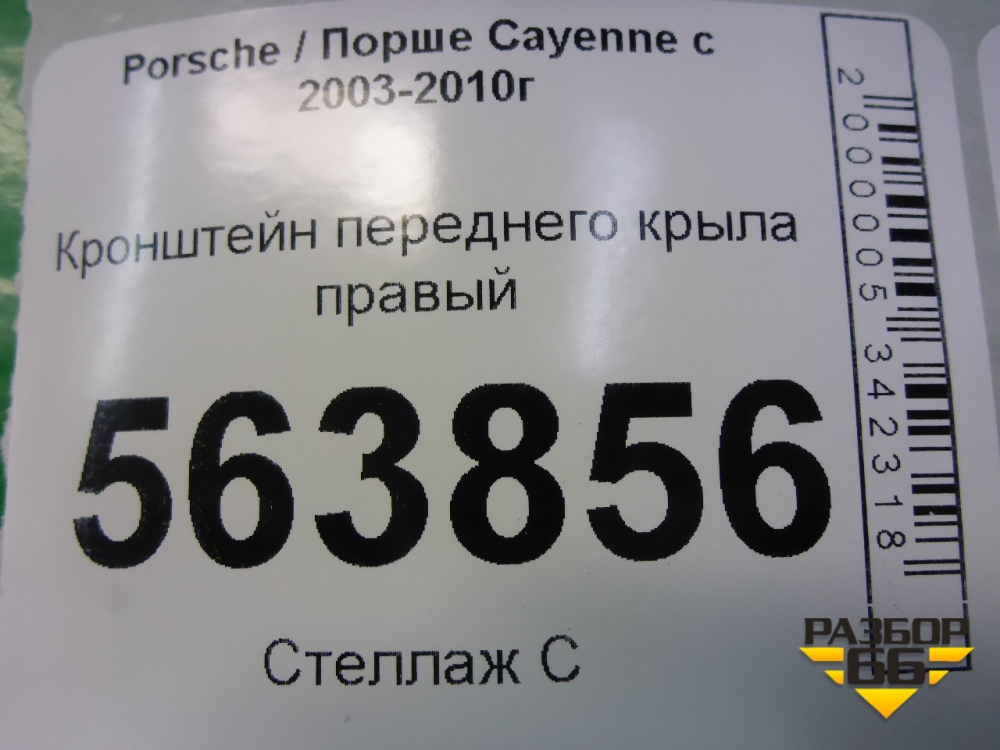 Porsche / Порше Cayenne с
2003-2010г
Кронштейн переднего крыла
правый
563856
Стеллаж С
2000005342318
РАЗБОР
66